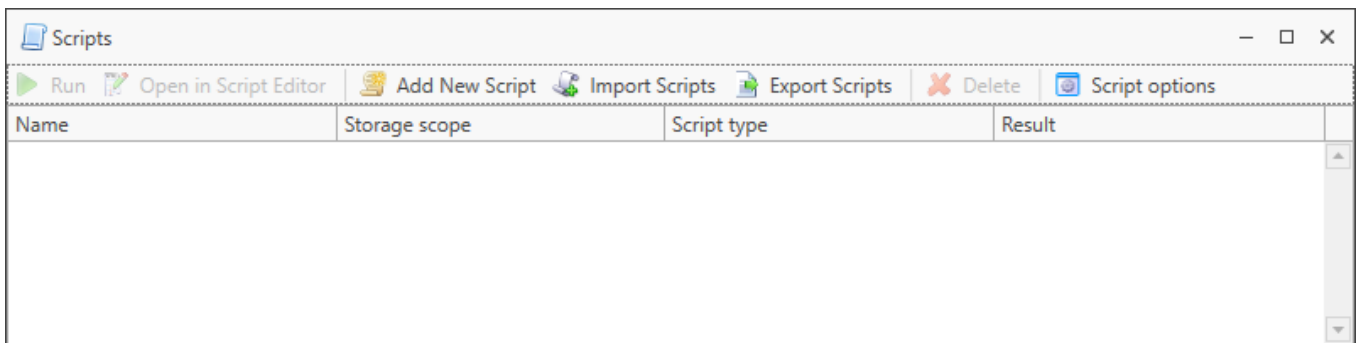 Scripts
Run Open in Script Editor Add New Script Import Scripts Export Scripts Delete Script options
Name Storage scope Script type Result